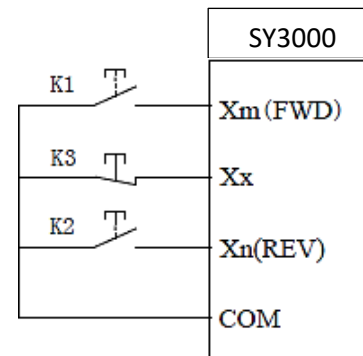 SY3000
K1
Xm(FWD)
K3
Xx
K2
Xn(REV)
COM